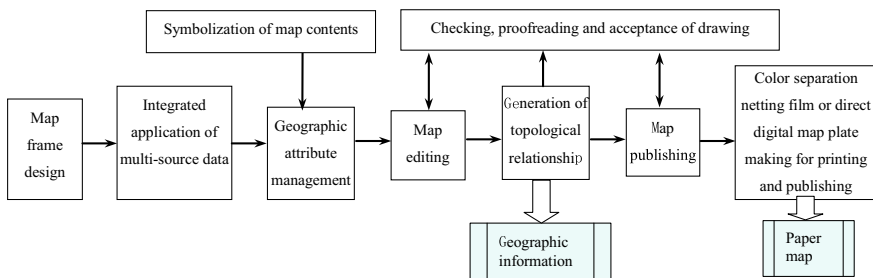 Symbolization of map contents
Checking, proofreading and acceptance of drawing
Map
frame
design
Integrated
application of
multi-source data
Geographic
attribute
management
Map
editing
Generation of
topological
relationship
Map
publishing
Color separation
netting film or direct
digital map plate
making for printing
and publishing
Geographic
information
Paper
map